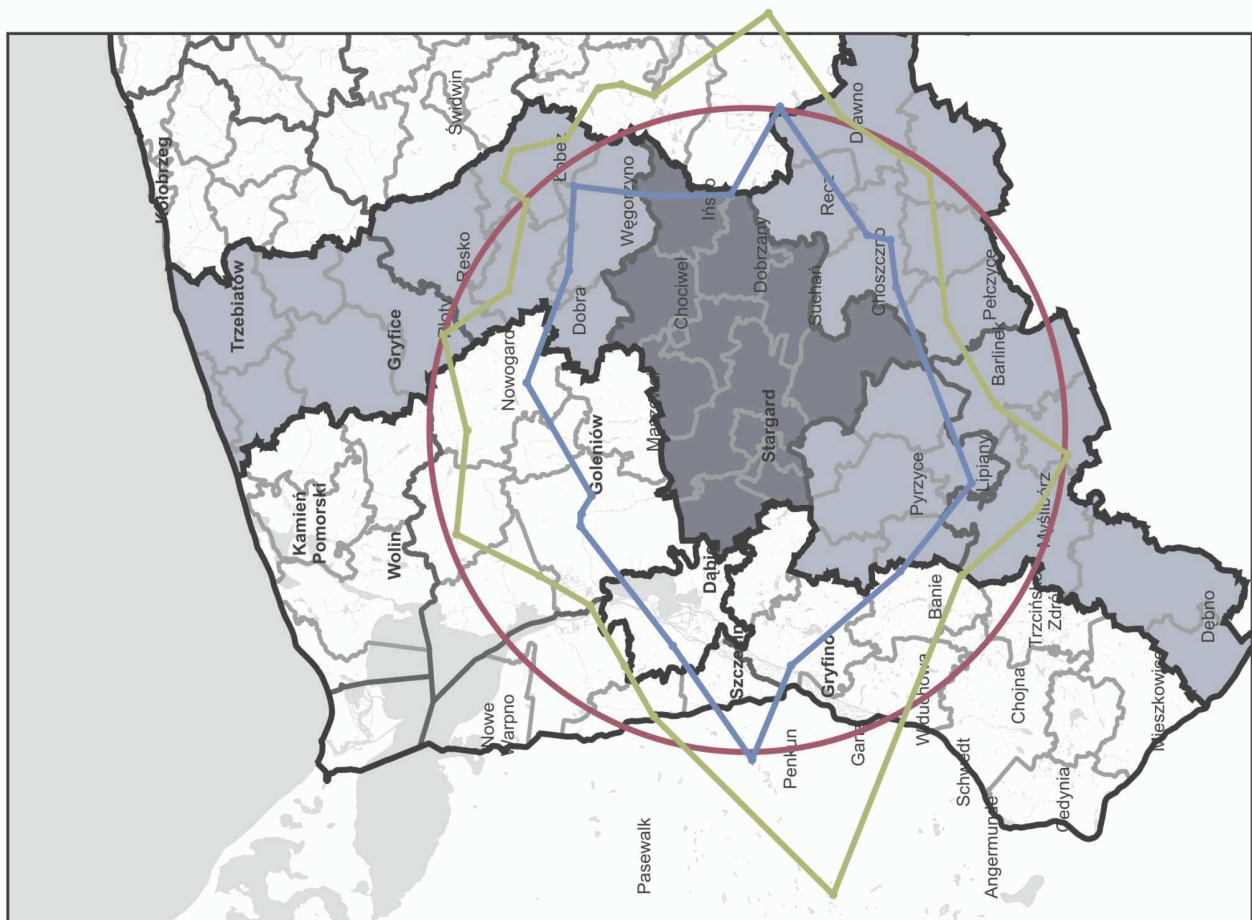 Kołobrzeg
Trzebiatów
Kamień
Pomorski
Wolin
Gryfice
Płoty
Świdwin
Resko
Nowe
Warpno
Nowogard
Łobez
Dobra
Goleniów
Węgorzyno
Pasewalk
Maszewo
Chociwel
Ińsko
Dąbie
Szczecin
Dobrzany
Stargard
Penkun
Suchań
Recz
Gryfino
Drawno
Gartz
Choszczno
Pyrzyce
Widuchowa
Banie
Schwedt
Pełczyce
Lipiany
Angermünde
Barlinek
Chojna
Trzcińsko
Zdrój
Myślibórz
Cedynia
Mieszkowice
Dębno